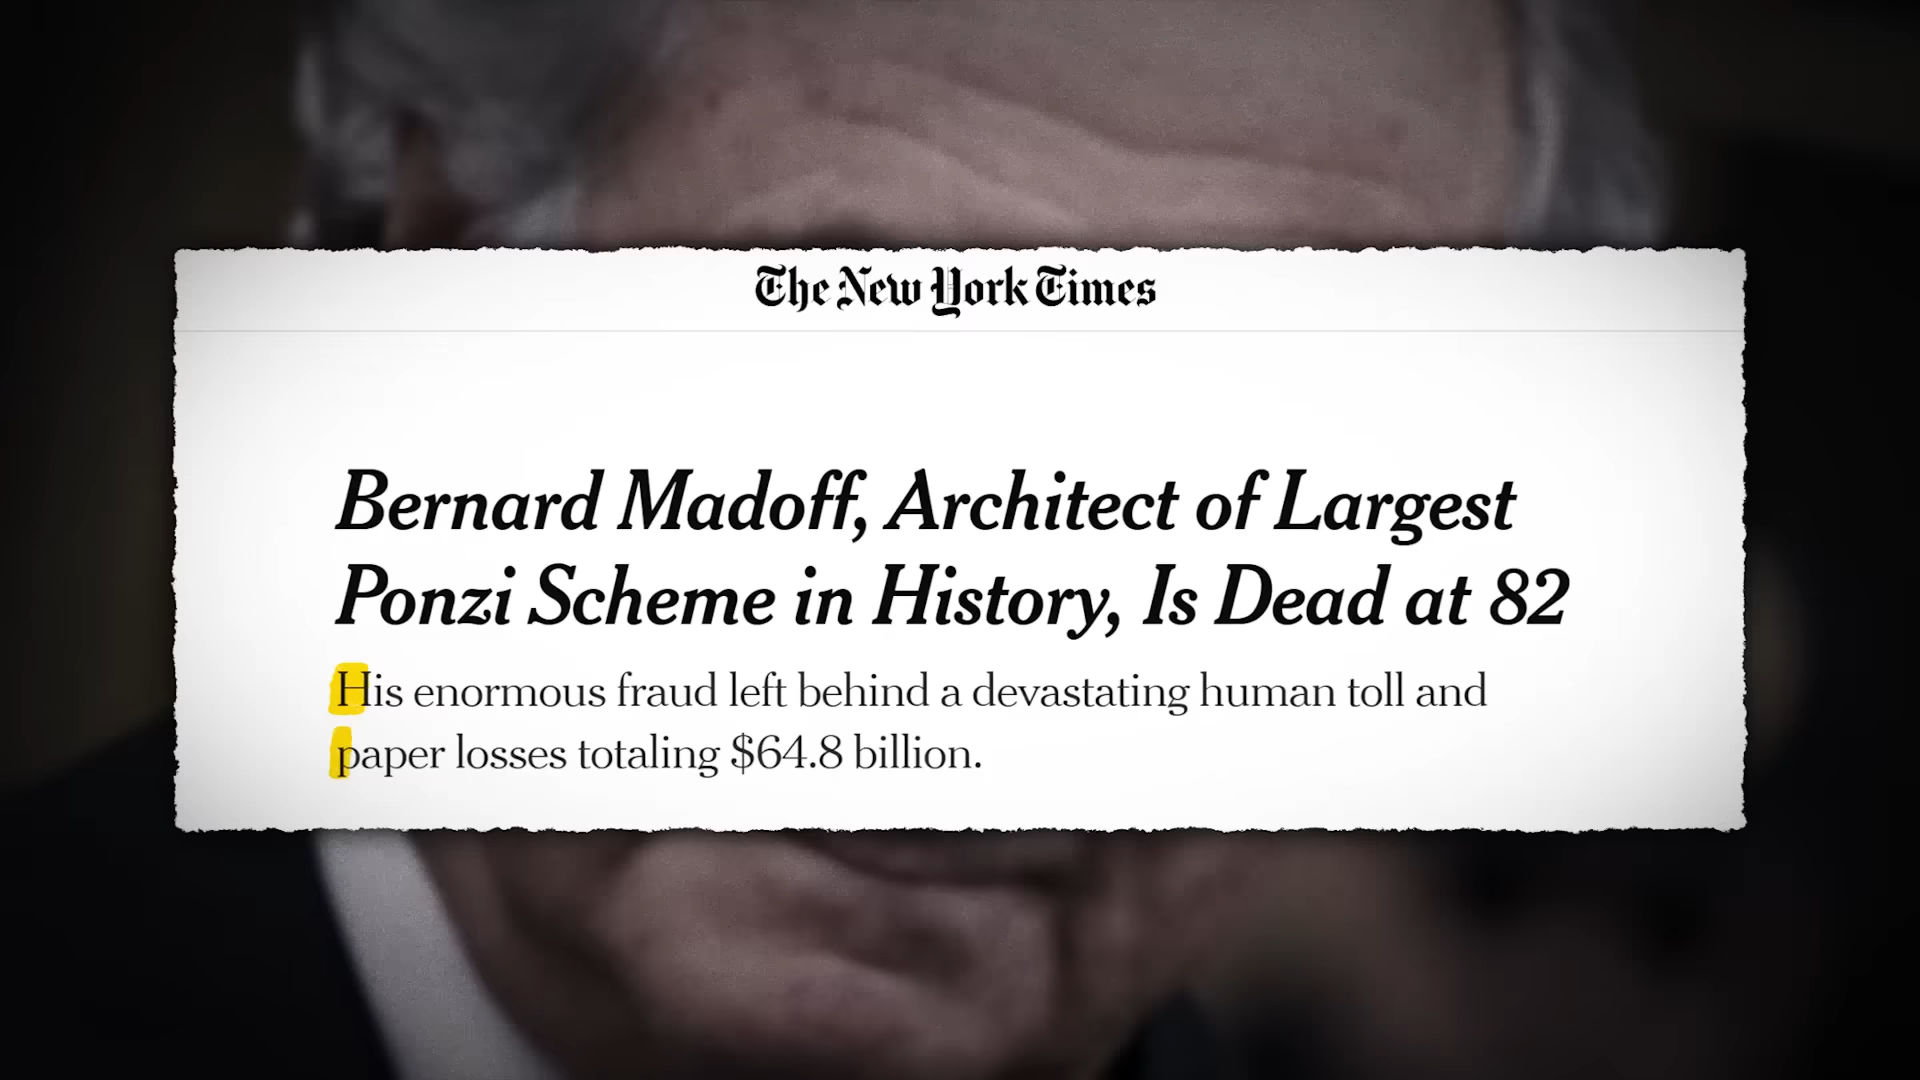 The New York Times
Bernard Madoff, Architect of Largest
Ponzi Scheme in History, Is Dead at 82
His enormous fraud left behind a devastating human toll and
paper losses totaling $64.8 billion.